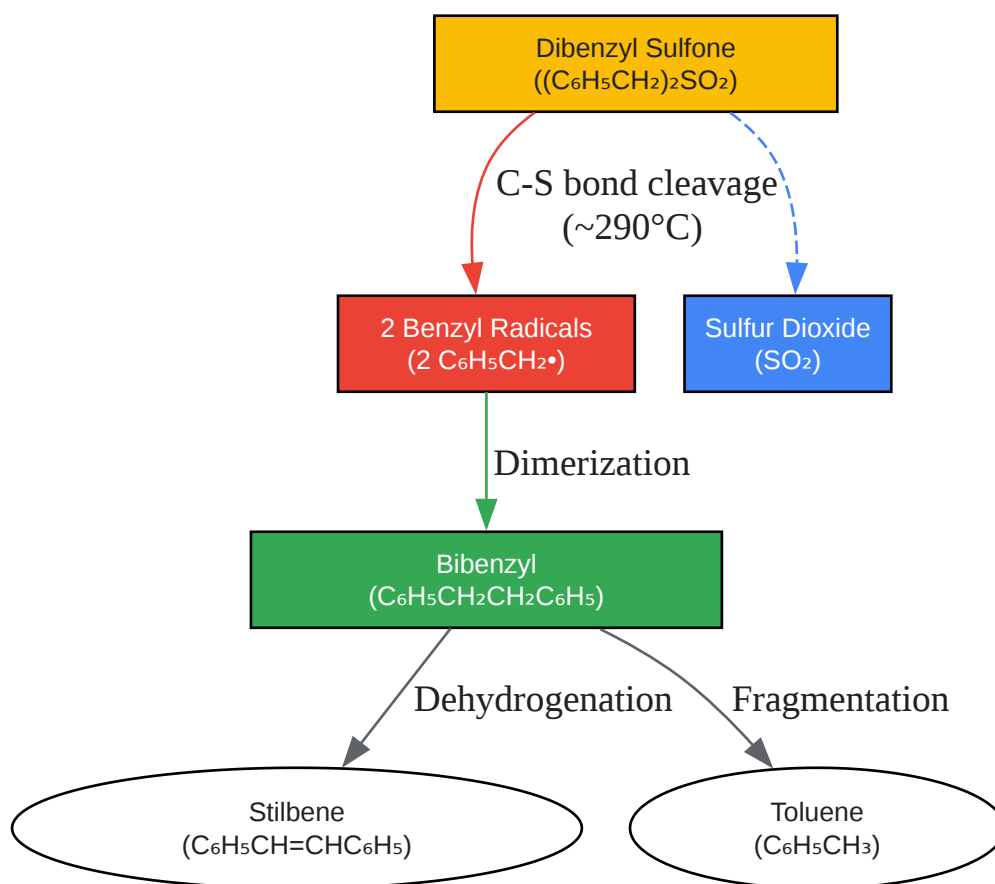 Dibenzyl Sulfone
((C₆H₅CH₂)₂SO₂)
C-S bond cleavage
(~290°C)
2 Benzyl Radicals
(2 C₆H₅CH₂•)
Sulfur Dioxide
(SO₂)
Dimerization
Bibenzyl
(C₆H₅CH₂CH₂C₆H₅)
Dehydrogenation
Fragmentation
Stilbene
(C₆H₅CH=CHC₆H₅)
Toluene
(C₆H₅CH₃)